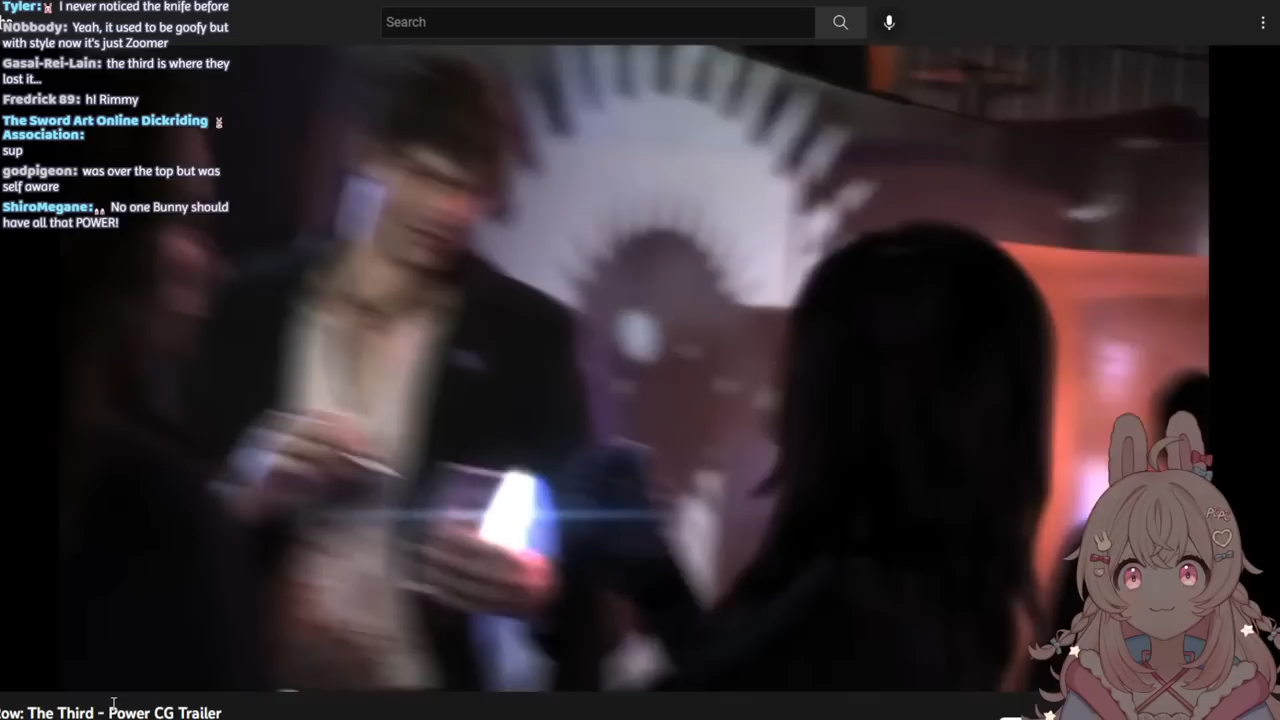 Tyler: I never noticed the knife before
Search
N0bbody: Yeah, it used to be goofy but
with style now it's just Zoomer
Gasai-Rei-Lain: the third is where they
lost it...
Fredrick 89: hI Rimmy
The Sword Art Online Dickriding
Association:
sup
godpigeon: was over the top but was
self aware
ShiroMegane: No one Bunny should
have all that POWER!
Row: The Third - Power CG Trailer